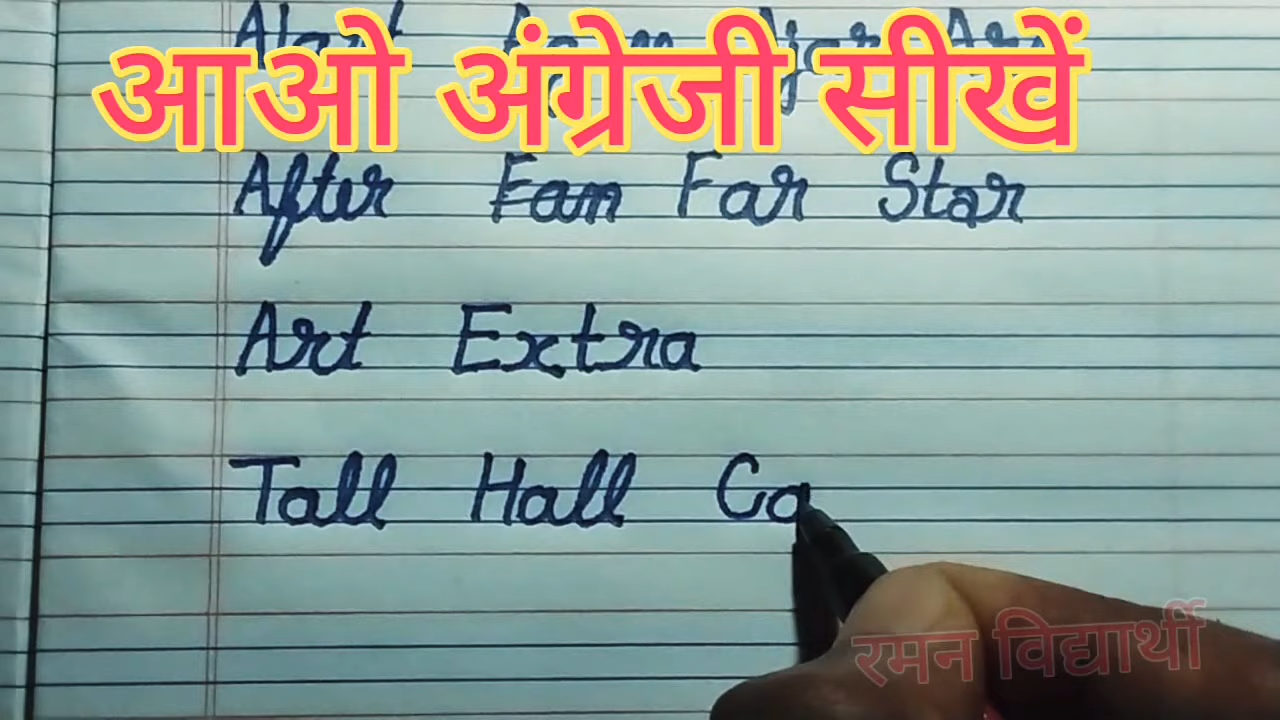 आओ अंग्रेजी सीखें
After Fan Far Star
Art Extra
Tall Hall Ca
रमन विद्यार्थी